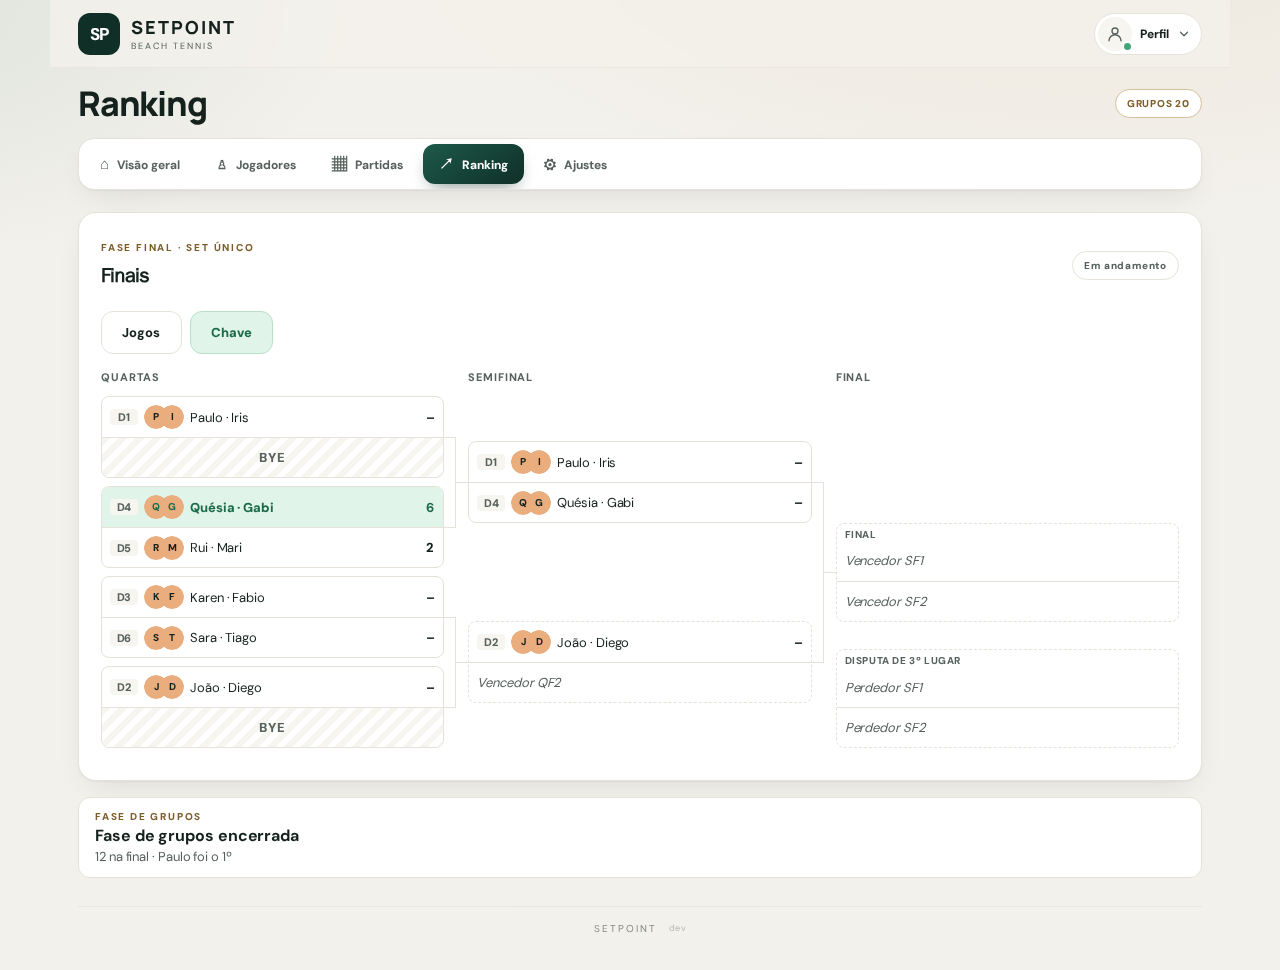 SP
SETPOINT
BEACH TENNIS
Perfil
Ranking
GRUPOS 20
Visão geral
Jogadores
Partidas
Ranking
Ajustes
FASE FINAL · SET ÚNICO
Finais
Em andamento
Jogos
Chave
QUARTAS
D1 P I Paulo · Iris –
BYE
D4 Q G Quésia · Gabi 6
D5 R M Rui · Mari 2
D3 K F Karen · Fabio –
D6 S T Sara · Tiago –
D2 J D João · Diego –
BYE
SEMIFINAL
D1 P I Paulo · Iris –
D4 Q G Quésia · Gabi –
D2 J D João · Diego –
Vencedor QF2
FINAL
FINAL
Vencedor SF1
Vencedor SF2
DISPUTA DE 3º LUGAR
Perdedor SF1
Perdedor SF2
FASE DE GRUPOS
Fase de grupos encerrada
12 na final · Paulo foi o 1º
SETPOINT dev